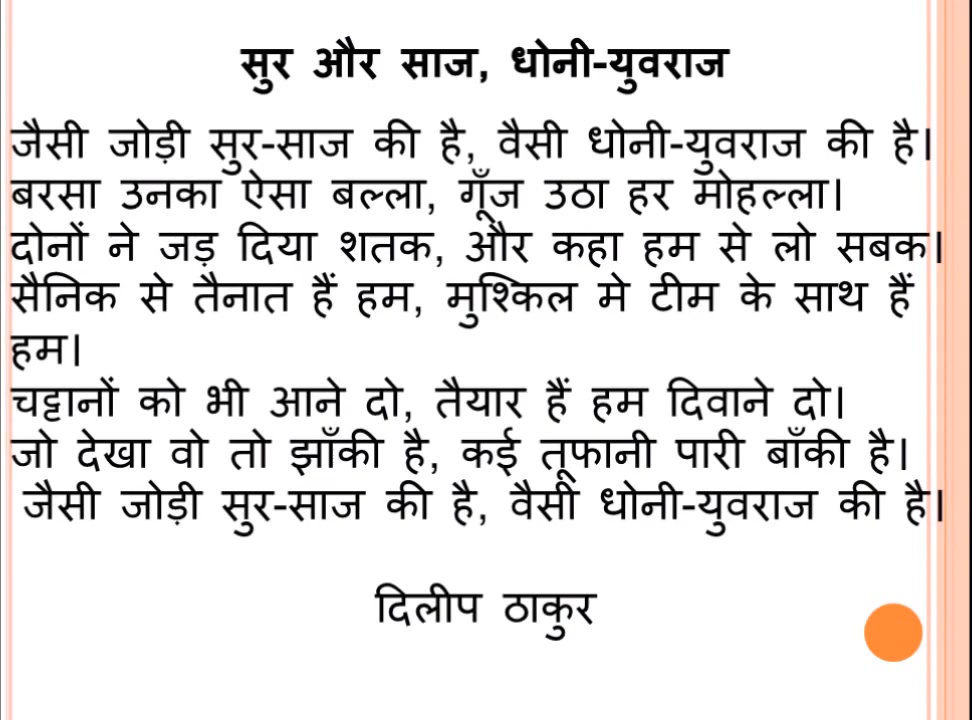 सुर और साज, धोनी-युवराज
जैसी जोड़ी सुर-साज की है, वैसी धोनी-युवराज की है।
बरसा उनका ऐसा बल्ला, गूँज उठा हर मोहल्ला।
दोनों ने जड़ दिया शतक, और कहा हम से लो सबक।
सैनिक से तैनात हैं हम, मुश्किल मे टीम के साथ हैं
हम।
चट्टानों को भी आने दो, तैयार हैं हम दिवाने दो।
जो देखा वो तो झाँकी है, कई तूफानी पारी बाँकी है।
जैसी जोड़ी सुर-साज की है, वैसी धोनी-युवराज की है।
दिलीप ठाकुर